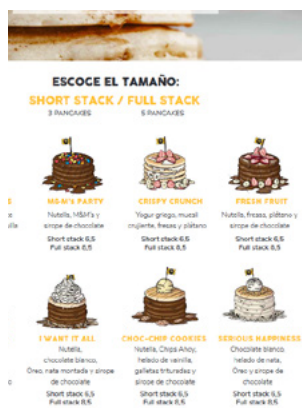 ESCOGE EL TAMAÑO:
SHORT STACK / FULL STACK
3 PANCAKES
5 PANCAKES
M&M's PARTY
Nutella, M&M's y
sirope de chocolate
Short stack 6,5
Full stack 8,5
CRISPY CRUNCH
Yogur griego, muesli
crujiente, fresas y plátano
Short stack 6,5
Full stack 8,5
FRESH FRUIT
Nutella, fresas, plátano y
sirope de chocolate
Short stack 6,5
Full stack 8,5
I WANT IT ALL
Nutella,
chocolate blanco,
Oreo, nata montada y sirope
de chocolate
Short stack 6,5
Full stack 8,5
CHOC-CHIP COOKIES
Nutella, Chips Ahoy,
helado de vainilla,
galletas trituradas y
sirope de chocolate
Short stack 6,5
Full stack 8,5
SERIOUS HAPPINESS
Chocolate blanco,
helado de nata,
Oreo y sirope de
chocolate
Short stack 6,5
Full stack 8,5